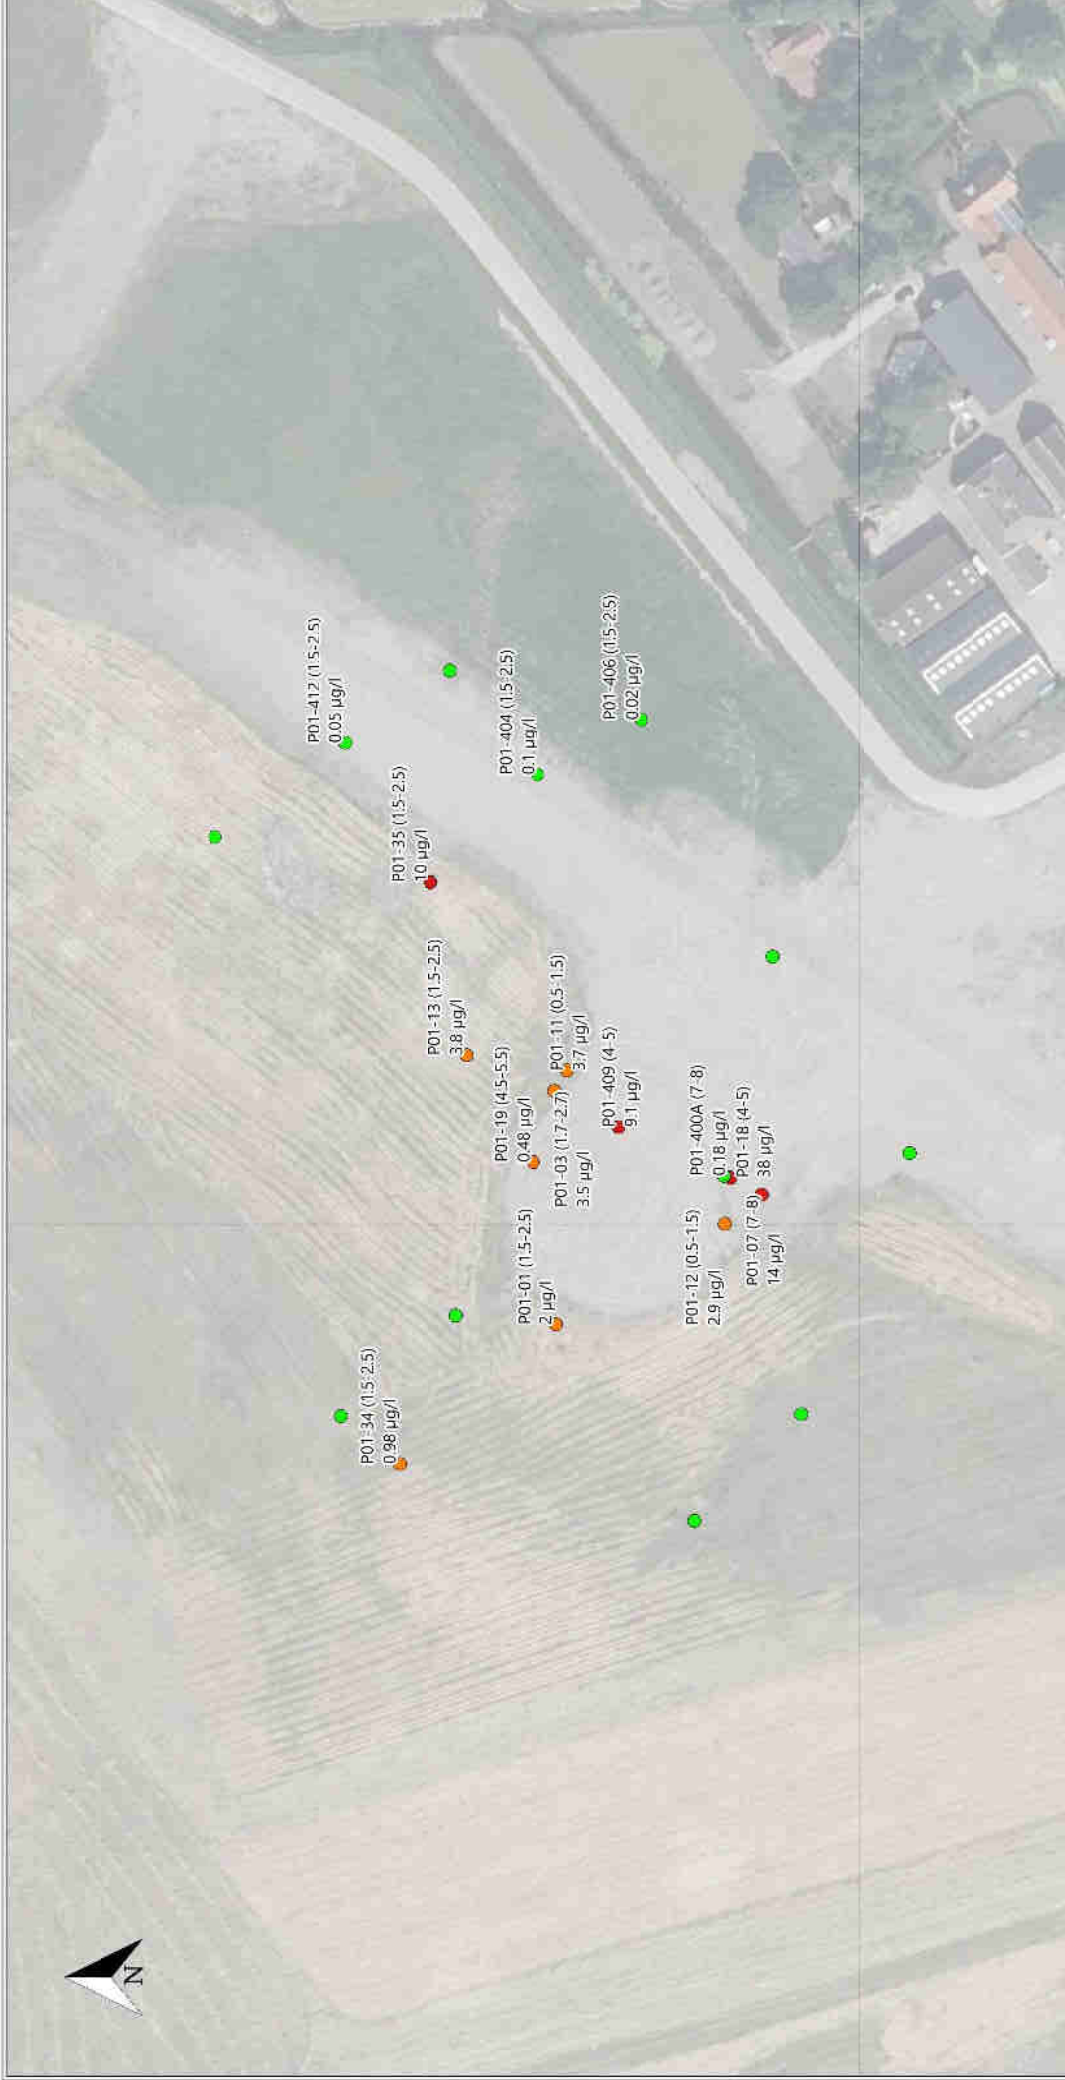 P01-412 (1.5-2.5)
0.05 µg/l
P01-35 (1.5-2.5)
10 µg/l
P01-34 (1.5-2.5)
0.98 µg/l
P01-13 (1.5-2.5)
3.8 µg/l
P01-19 (4.5-5.5)
0.48 µg/l
P01-404 (1.5-2.5)
0.1 µg/l
P01-01 (1.5-2.5)
2 µg/l
P01-03 (1.7-2.7)
3.5 µg/l
P01-11 (0.5-1.5)
3.7 µg/l
P01-409 (4-5)
9.1 µg/l
P01-406 (1.5-2.5)
0.02 µg/l
P01-12 (0.5-1.5)
2.9 µg/l
P01-400A (7-8)
0.18 µg/l
P01-18 (4-5)
38 µg/l
P01-07 (7-8)
14 µg/l
N